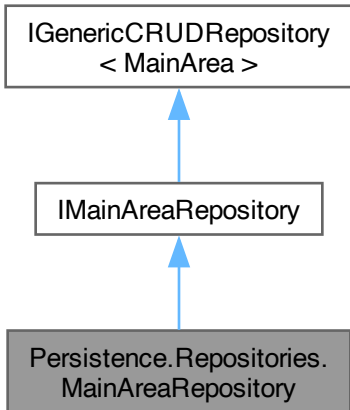 IGenericCRUDRepository
< MainArea >
IMainAreaRepository
Persistence.Repositories.
MainAreaRepository